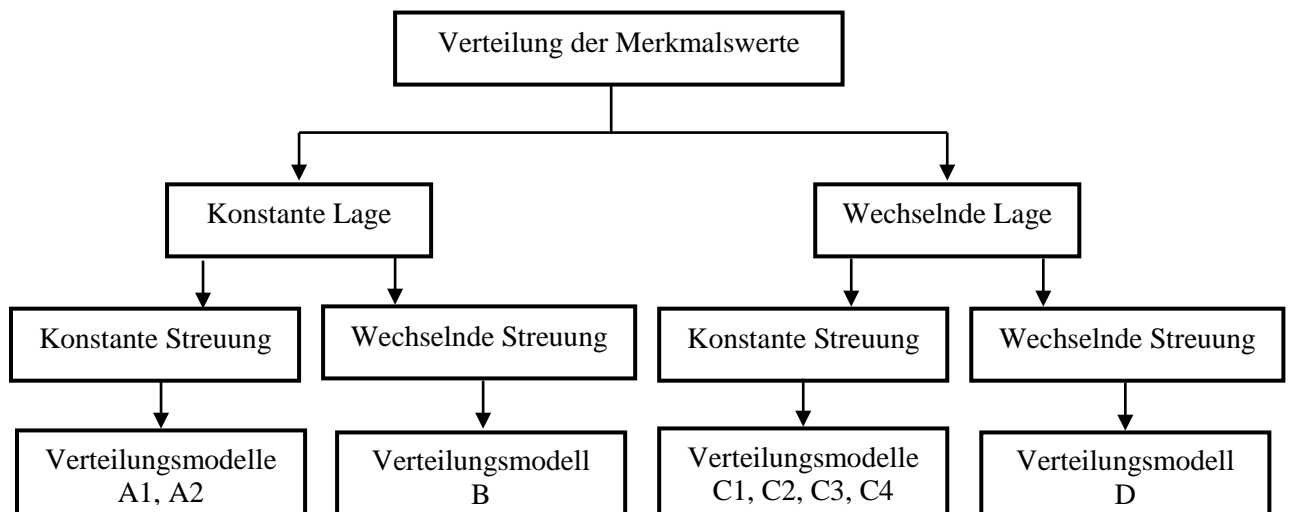 Verteilung der Merkmalswerte
Konstante Lage
Wechselnde Lage
Konstante Streuung
Wechselnde Streuung
Konstante Streuung
Wechselnde Streuung
Verteilungsmodelle
A1, A2
Verteilungsmodell
B
Verteilungsmodelle
C1, C2, C3, C4
Verteilungsmodell
D